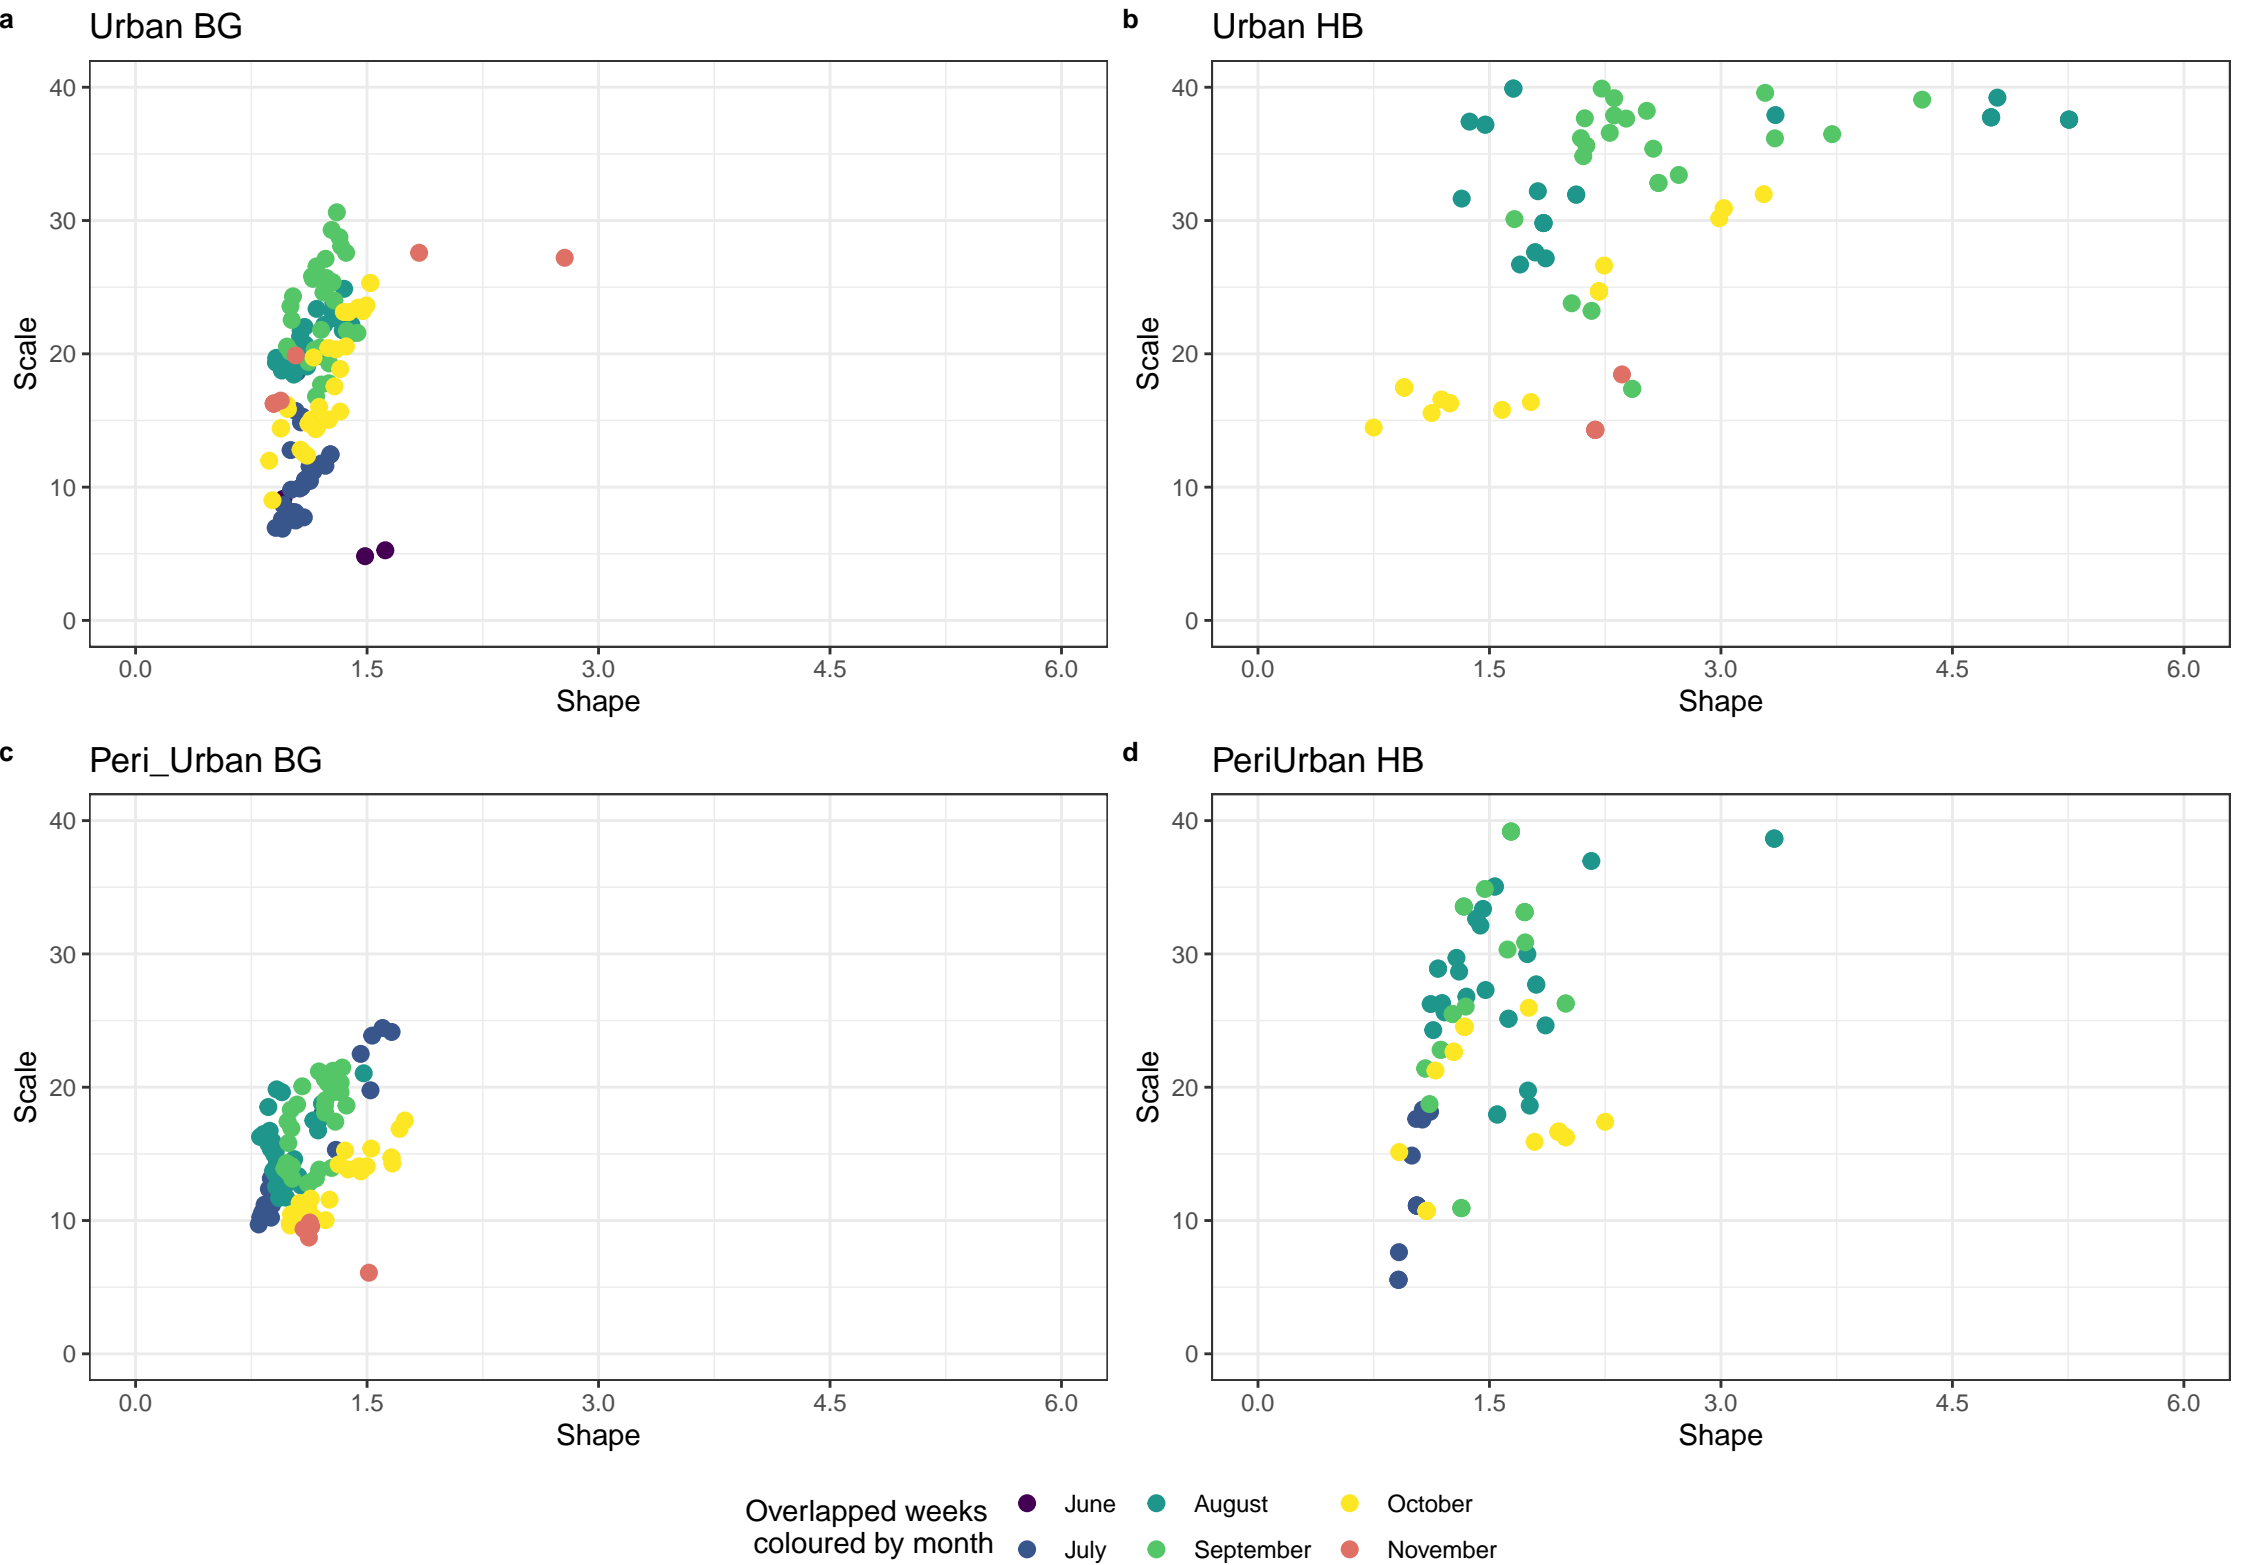 a
Urban BG
b
Urban HB
40
30
20
10
0
Scale
0.0 1.5 3.0 4.5 6.0
Shape
40
30
20
10
0
Scale
0.0 1.5 3.0 4.5 6.0
Shape
c
Peri_Urban BG
d
PeriUrban HB
40
30
20
10
0
Scale
0.0 1.5 3.0 4.5 6.0
Shape
40
30
20
10
0
Scale
0.0 1.5 3.0 4.5 6.0
Shape
Overlapped weeks
coloured by month
June August October
July September November